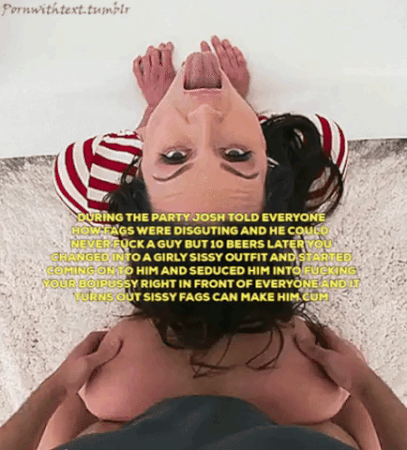 Pornwithtext.tumblr
DURING THE PARTY JOSH TOLD EVERYONE
HOW FAGS WERE DISGUTING AND HE COULD
NEVER FUCK A GUY BUT 10 BEERS LATER YOU
CHANGED INTO A GIRLY SISSY OUTFIT AND STARTED
COMING ON TO HIM AND SEDUCED HIM INTO FUCKING
YOUR BOIPUSSY RIGHT IN FRONT OF EVERYONE AND IT
TURNS OUT SISSY FAGS CAN MAKE HIM CUM